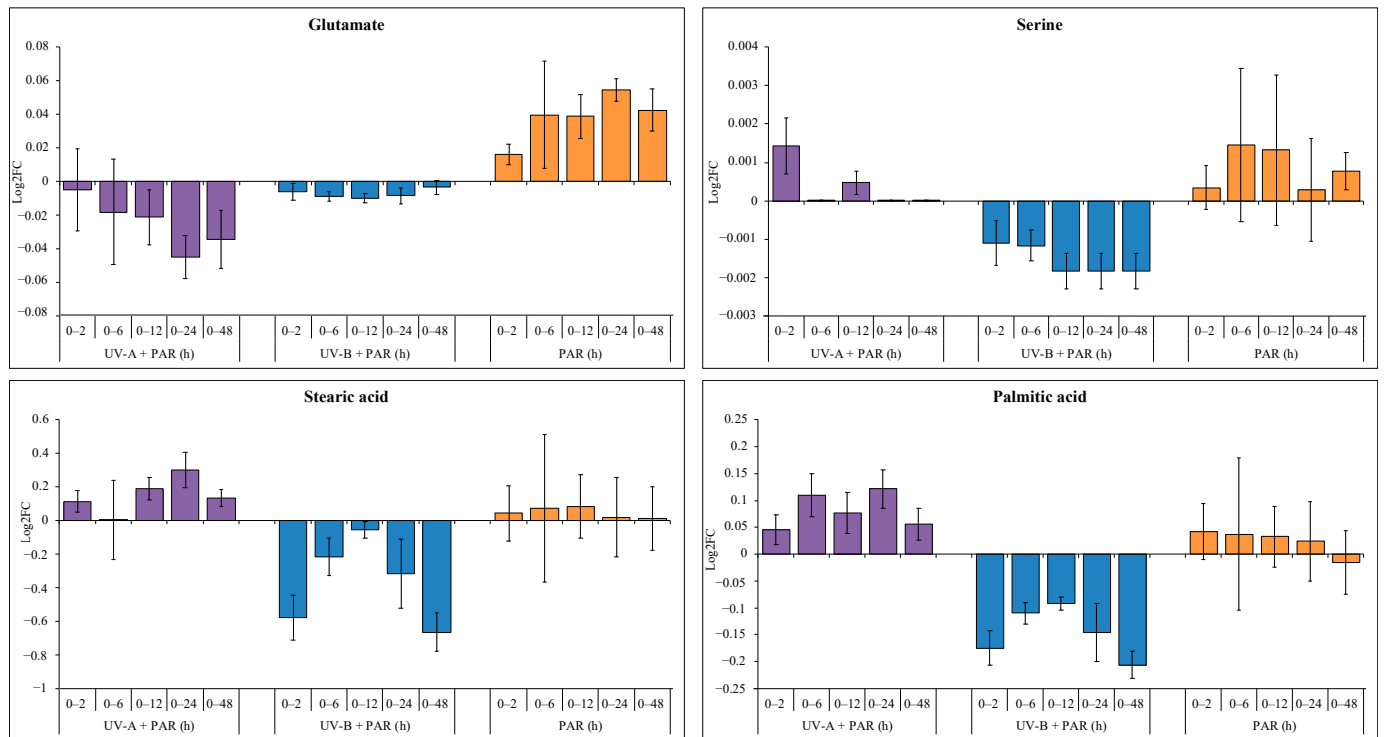 Glutamate
Log2FC
0.08
0.06
0.04
0.02
0
−0.02
−0.04
−0.06
−0.08
0–2 0–6 0–12 0–24 0–48 0–2 0–6 0–12 0–24 0–48 0–2 0–6 0–12 0–24 0–48
UV-A + PAR (h) UV-B + PAR (h) PAR (h)
Serine
Log2FC
0.004
0.003
0.002
0.001
0
−0.001
−0.002
−0.003
0–2 0–6 0–12 0–24 0–48 0–2 0–6 0–12 0–24 0–48 0–2 0–6 0–12 0–24 0–48
UV-A + PAR (h) UV-B + PAR (h) PAR (h)
Stearic acid
Log2FC
0.6
0.4
0.2
0
−0.2
−0.4
−0.6
−0.8
−1
0–2 0–6 0–12 0–24 0–48 0–2 0–6 0–12 0–24 0–48 0–2 0–6 0–12 0–24 0–48
UV-A + PAR (h) UV-B + PAR (h) PAR (h)
Palmitic acid
Log2FC
0.25
0.2
0.15
0.1
0.05
0
−0.05
−0.1
−0.15
−0.2
−0.25
0–2 0–6 0–12 0–24 0–48 0–2 0–6 0–12 0–24 0–48 0–2 0–6 0–12 0–24 0–48
UV-A + PAR (h) UV-B + PAR (h) PAR (h)